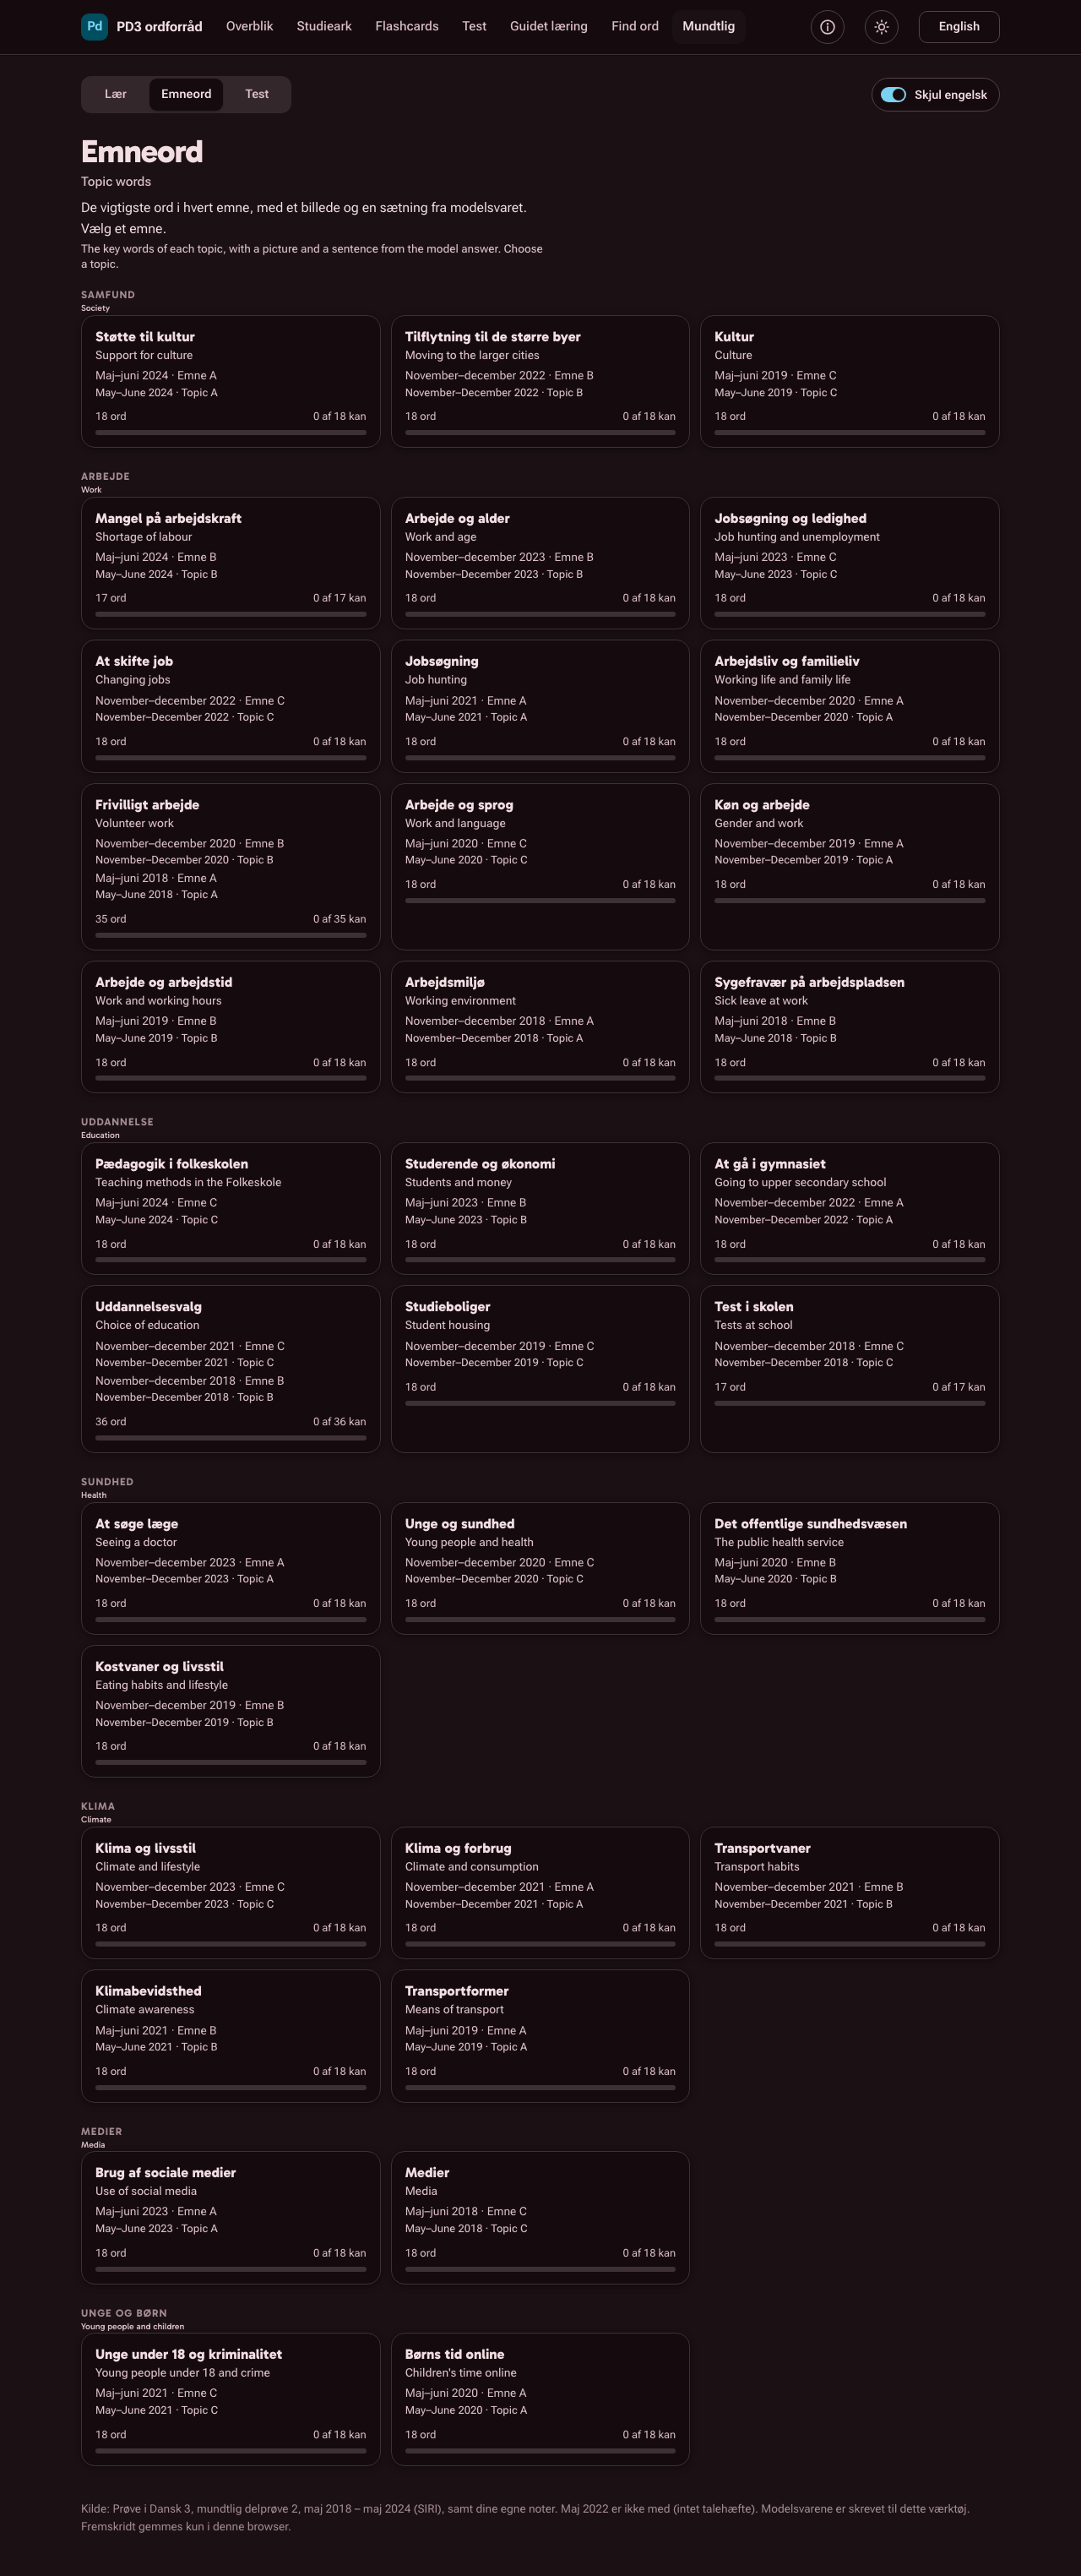 Pd PD3 ordforråd Overblik Studieark Flashcards Test Guidet læring Find ord Mundtlig English
Lær Emneord Test Skjul engelsk
Emneord
Topic words
De vigtigste ord i hvert emne, med et billede og en sætning fra modelsvaret.
Vælg et emne.
The key words of each topic, with a picture and a sentence from the model answer. Choose
a topic.
SAMFUND
Society
Støtte til kultur
Support for culture
Maj–juni 2024 · Emne A
May–June 2024 · Topic A
18 ord 0 af 18 kan
Tilflytning til de større byer
Moving to the larger cities
November–december 2022 · Emne B
November–December 2022 · Topic B
18 ord 0 af 18 kan
Kultur
Culture
Maj–juni 2019 · Emne C
May–June 2019 · Topic C
18 ord 0 af 18 kan
ARBEJDE
Work
Mangel på arbejdskraft
Shortage of labour
Maj–juni 2024 · Emne B
May–June 2024 · Topic B
17 ord 0 af 17 kan
Arbejde og alder
Work and age
November–december 2023 · Emne B
November–December 2023 · Topic B
18 ord 0 af 18 kan
Jobsøgning og ledighed
Job hunting and unemployment
Maj–juni 2023 · Emne C
May–June 2023 · Topic C
18 ord 0 af 18 kan
At skifte job
Changing jobs
November–december 2022 · Emne C
November–December 2022 · Topic C
18 ord 0 af 18 kan
Jobsøgning
Job hunting
Maj–juni 2021 · Emne A
May–June 2021 · Topic A
18 ord 0 af 18 kan
Arbejdsliv og familieliv
Working life and family life
November–december 2020 · Emne A
November–December 2020 · Topic A
18 ord 0 af 18 kan
Frivilligt arbejde
Volunteer work
November–december 2020 · Emne B
November–December 2020 · Topic B
Maj–juni 2018 · Emne A
May–June 2018 · Topic A
35 ord 0 af 35 kan
Arbejde og sprog
Work and language
Maj–juni 2020 · Emne C
May–June 2020 · Topic C
18 ord 0 af 18 kan
Køn og arbejde
Gender and work
November–december 2019 · Emne A
November–December 2019 · Topic A
18 ord 0 af 18 kan
Arbejde og arbejdstid
Work and working hours
Maj–juni 2019 · Emne B
May–June 2019 · Topic B
18 ord 0 af 18 kan
Arbejdsmiljø
Working environment
November–december 2018 · Emne A
November–December 2018 · Topic A
18 ord 0 af 18 kan
Sygefravær på arbejdspladsen
Sick leave at work
Maj–juni 2018 · Emne B
May–June 2018 · Topic B
18 ord 0 af 18 kan
UDDANNELSE
Education
Pædagogik i folkeskolen
Teaching methods in the Folkeskole
Maj–juni 2024 · Emne C
May–June 2024 · Topic C
18 ord 0 af 18 kan
Studerende og økonomi
Students and money
Maj–juni 2023 · Emne B
May–June 2023 · Topic B
18 ord 0 af 18 kan
At gå i gymnasiet
Going to upper secondary school
November–december 2022 · Emne A
November–December 2022 · Topic A
18 ord 0 af 18 kan
Uddannelsesvalg
Choice of education
November–december 2021 · Emne C
November–December 2021 · Topic C
November–december 2018 · Emne B
November–December 2018 · Topic B
36 ord 0 af 36 kan
Studieboliger
Student housing
November–december 2019 · Emne C
November–December 2019 · Topic C
18 ord 0 af 18 kan
Test i skolen
Tests at school
November–december 2018 · Emne C
November–December 2018 · Topic C
17 ord 0 af 17 kan
SUNDHED
Health
At søge læge
Seeing a doctor
November–december 2023 · Emne A
November–December 2023 · Topic A
18 ord 0 af 18 kan
Unge og sundhed
Young people and health
November–december 2020 · Emne C
November–December 2020 · Topic C
18 ord 0 af 18 kan
Det offentlige sundhedsvæsen
The public health service
Maj–juni 2020 · Emne B
May–June 2020 · Topic B
18 ord 0 af 18 kan
Kostvaner og livsstil
Eating habits and lifestyle
November–december 2019 · Emne B
November–December 2019 · Topic B
18 ord 0 af 18 kan
KLIMA
Climate
Klima og livsstil
Climate and lifestyle
November–december 2023 · Emne C
November–December 2023 · Topic C
18 ord 0 af 18 kan
Klima og forbrug
Climate and consumption
November–december 2021 · Emne A
November–December 2021 · Topic A
18 ord 0 af 18 kan
Transportvaner
Transport habits
November–december 2021 · Emne B
November–December 2021 · Topic B
18 ord 0 af 18 kan
Klimabevidsthed
Climate awareness
Maj–juni 2021 · Emne B
May–June 2021 · Topic B
18 ord 0 af 18 kan
Transportformer
Means of transport
Maj–juni 2019 · Emne A
May–June 2019 · Topic A
18 ord 0 af 18 kan
MEDIER
Media
Brug af sociale medier
Use of social media
Maj–juni 2023 · Emne A
May–June 2023 · Topic A
18 ord 0 af 18 kan
Medier
Media
Maj–juni 2018 · Emne C
May–June 2018 · Topic C
18 ord 0 af 18 kan
UNGE OG BØRN
Young people and children
Unge under 18 og kriminalitet
Young people under 18 and crime
Maj–juni 2021 · Emne C
May–June 2021 · Topic C
18 ord 0 af 18 kan
Børns tid online
Children's time online
Maj–juni 2020 · Emne A
May–June 2020 · Topic A
18 ord 0 af 18 kan
Kilde: Prøve i Dansk 3, mundtlig delprøve 2, maj 2018 – maj 2024 (SIRI), samt dine egne noter. Maj 2022 er ikke med (intet talehæfte). Modelsvarene er skrevet til dette værktøj.
Fremskridt gemmes kun i denne browser.